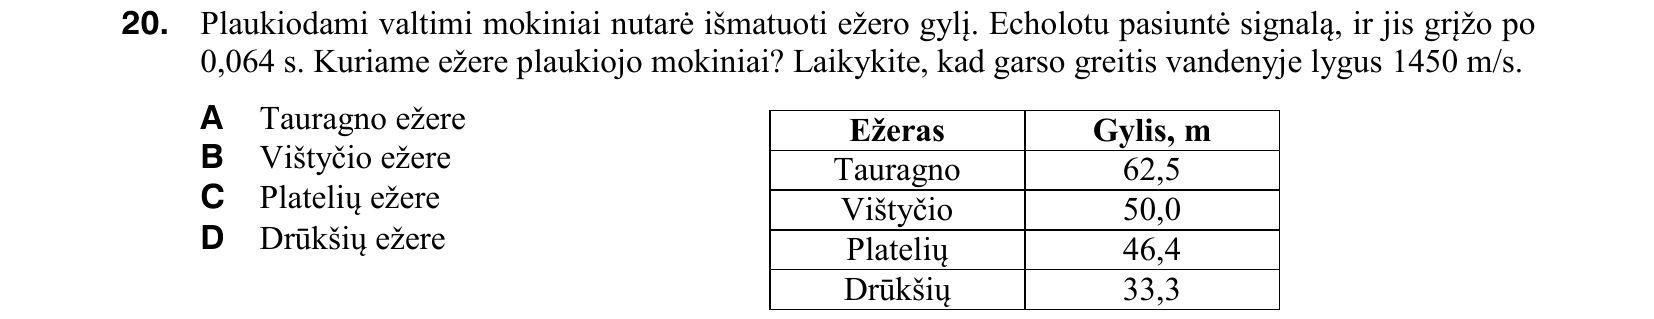 20. Plaukiodami valtimi mokiniai nutarė išmatuoti ežero gylį. Echolotu pasiuntė signalą, ir jis grįžo po
0,064 s. Kuriame ežere plaukiojo mokiniai? Laikykite, kad garso greitis vandenyje lygus 1450 m/s.
A Tauragno ežere
B Vištyčio ežere
C Platelių ežere
D Drūkšių ežere
Ežeras Gylis, m
Tauragno 62,5
Vištyčio 50,0
Platelių 46,4
Drūkšių 33,3